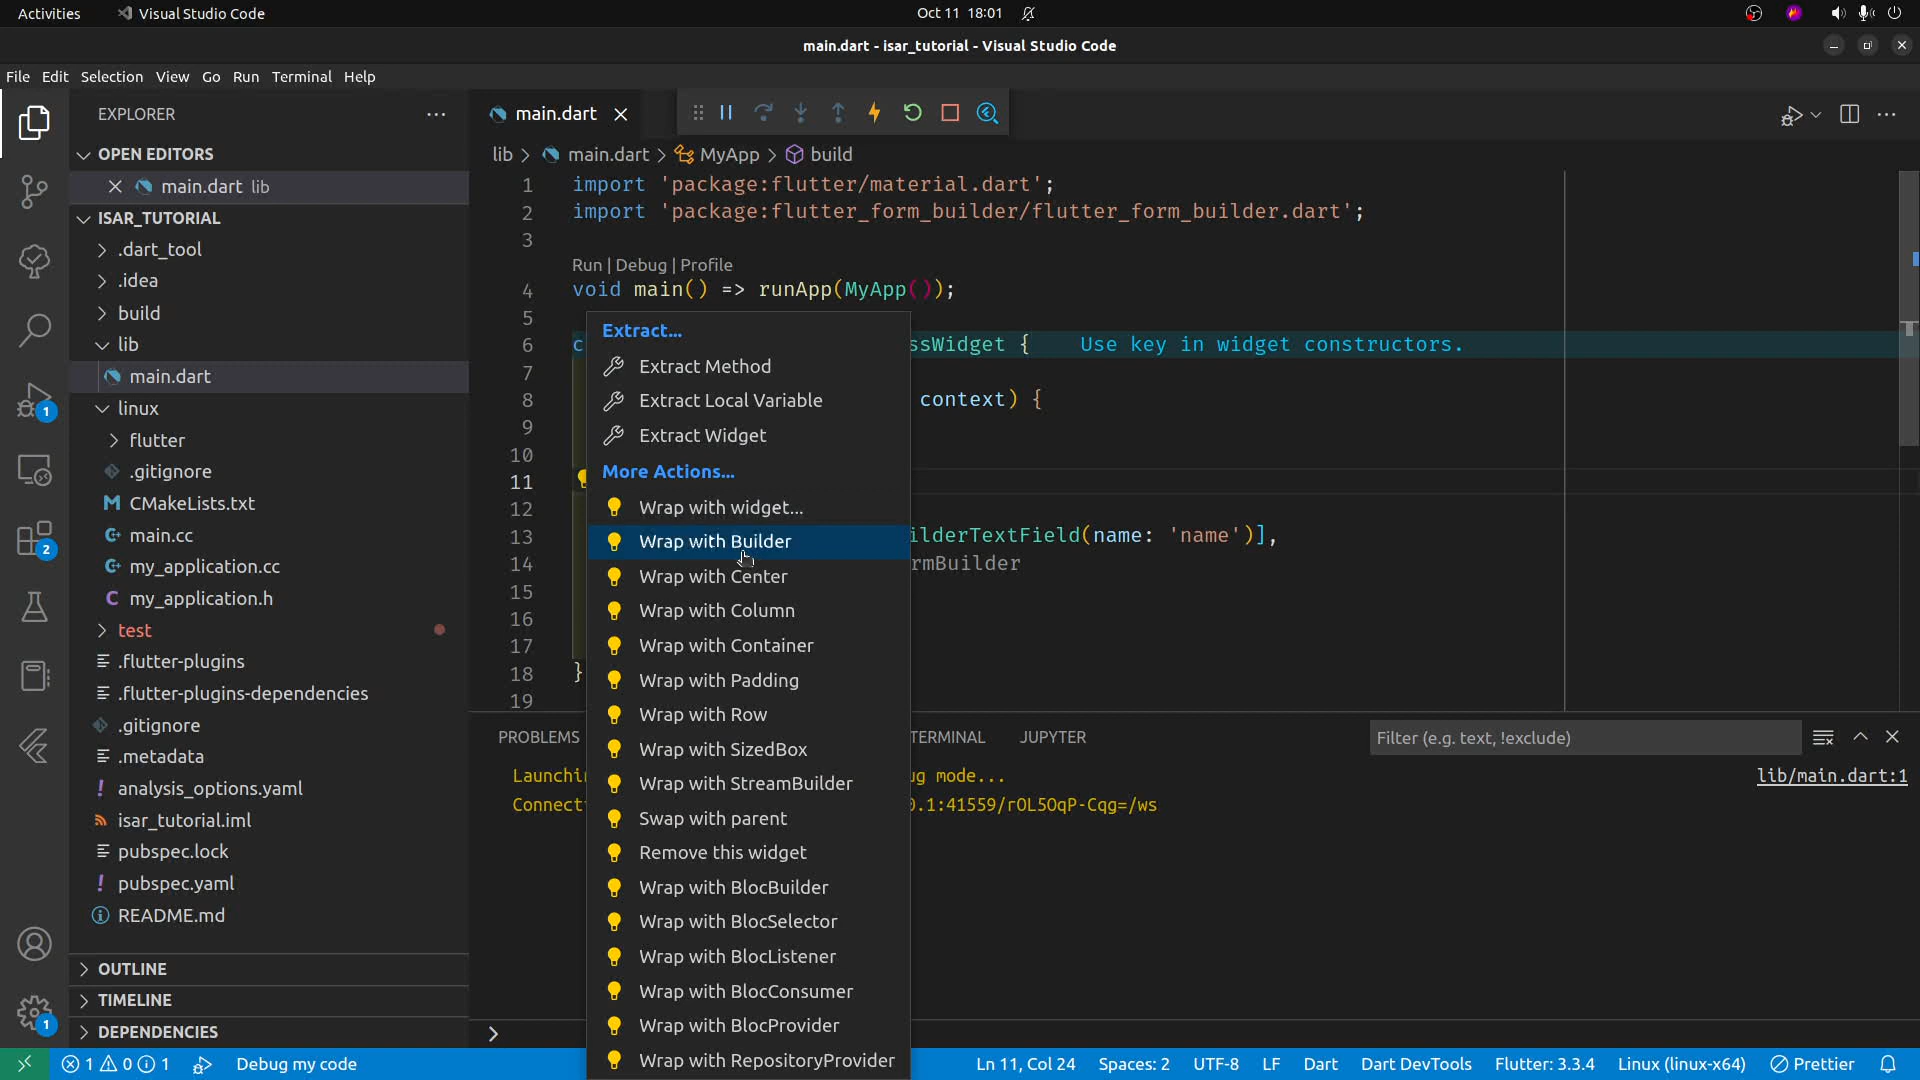 Activities
Visual Studio Code
Oct 11 18:01
main.dart - isar_tutorial - Visual Studio Code
File Edit Selection View Go Run Terminal Help
EXPLORER
OPEN EDITORS
main.dart lib
ISAR_TUTORIAL
.dart_tool
.idea
build
lib
main.dart
linux
flutter
.gitignore
CMakeLists.txt
main.cc
my_application.cc
my_application.h
test
.flutter-plugins
.flutter-plugins-dependencies
.gitignore
.metadata
analysis_options.yaml
isar_tutorial.iml
pubspec.lock
pubspec.yaml
README.md
OUTLINE
TIMELINE
DEPENDENCIES
1
2
1
main.dart
lib > main.dart > MyApp > build
1 import 'package:flutter/material.dart';
2 import 'package:flutter_form_builder/flutter_form_builder.dart';
3
Run | Debug | Profile
4 void main() => runApp(MyApp());
5
6 c ssWidget { Use key in widget constructors.
7
8 context) {
9
10
11
12
13 ilderTextField(name: 'name')],
14 rmBuilder
15
16
17
18 }
19
Extract...
Extract Method
Extract Local Variable
Extract Widget
More Actions...
Wrap with widget...
Wrap with Builder
Wrap with Center
Wrap with Column
Wrap with Container
Wrap with Padding
Wrap with Row
Wrap with SizedBox
Wrap with StreamBuilder
Swap with parent
Remove this widget
Wrap with BlocBuilder
Wrap with BlocSelector
Wrap with BlocListener
Wrap with BlocConsumer
Wrap with BlocProvider
Wrap with RepositoryProvider
PROBLEMS TERMINAL JUPYTER
Filter (e.g. text, !exclude)
Launchi ug mode...
lib/main.dart:1
Connect 0.1:41559/rOL5OqP-Cqg=/ws
1 0 1 Debug my code
Ln 11, Col 24 Spaces: 2 UTF-8 LF Dart Dart DevTools Flutter: 3.3.4 Linux (linux-x64) Prettier